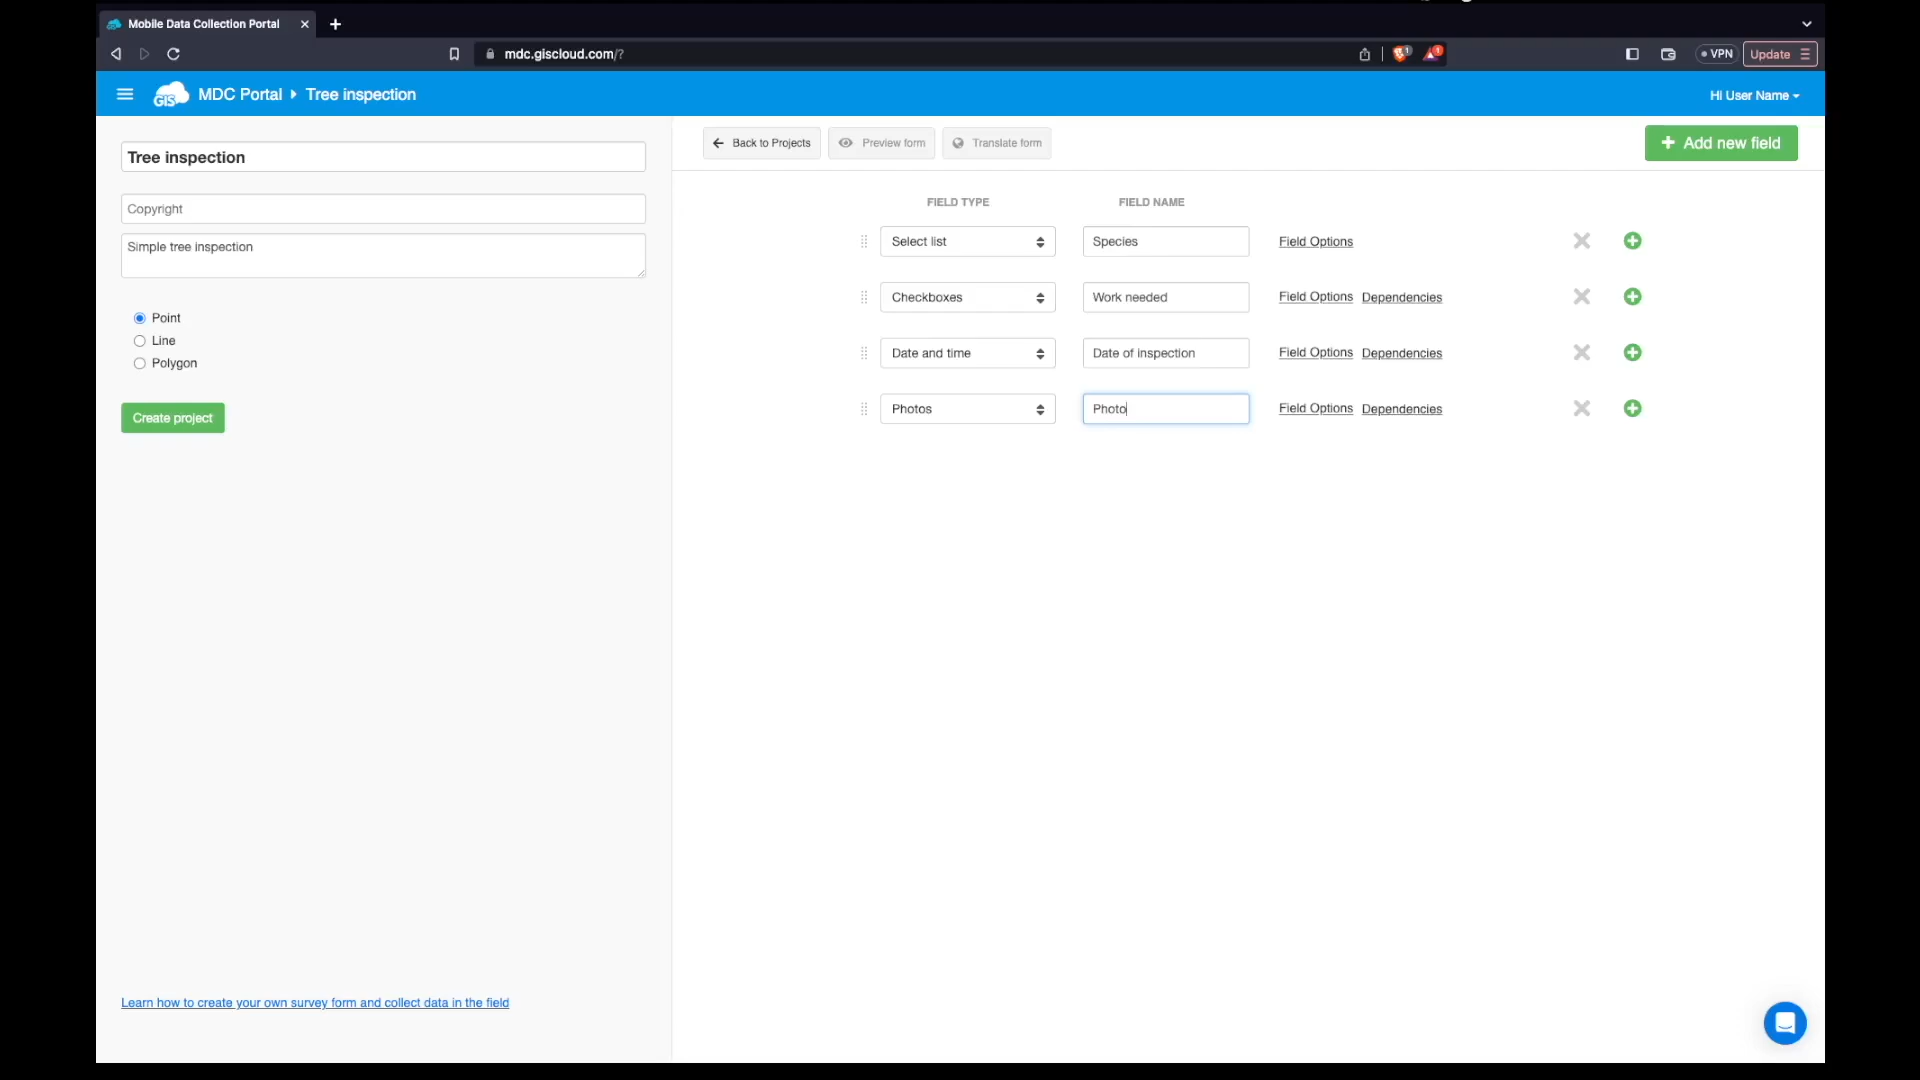 Mobile Data Collection Portal
mdc.giscloud.com/?
1
1
VPN
Update
GIS
MDC Portal
Tree inspection
Hi User Name
Tree inspection
Copyright
Simple tree inspection
Point
Line
Polygon
Create project
Learn how to create your own survey form and collect data in the field
Back to Projects
Preview form
Translate form
Add new field
FIELD TYPE
FIELD NAME
Select list
Species
Field Options
Checkboxes
Work needed
Field Options
Dependencies
Date and time
Date of inspection
Field Options
Dependencies
Photos
Photo
Field Options
Dependencies